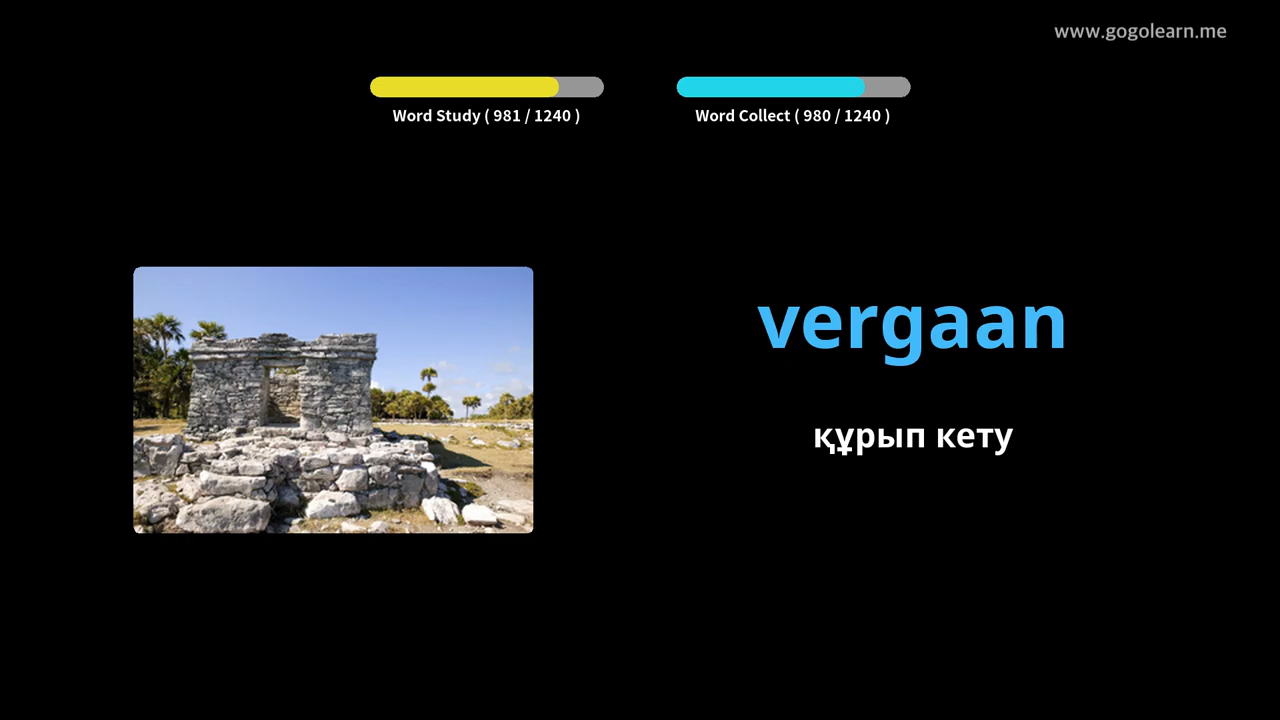 www.gogolearn.me
Word Study ( 981 / 1240 )
Word Collect ( 980 / 1240 )
vergaan
құрып кету